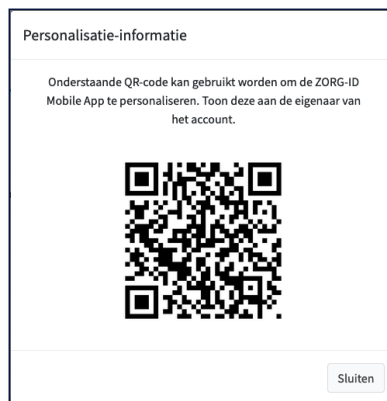 Personalisatie-informatie
Onderstaande QR-code kan gebruikt worden om de ZORG-ID
Mobile App te personaliseren. Toon deze aan de eigenaar van
het account.
Sluiten